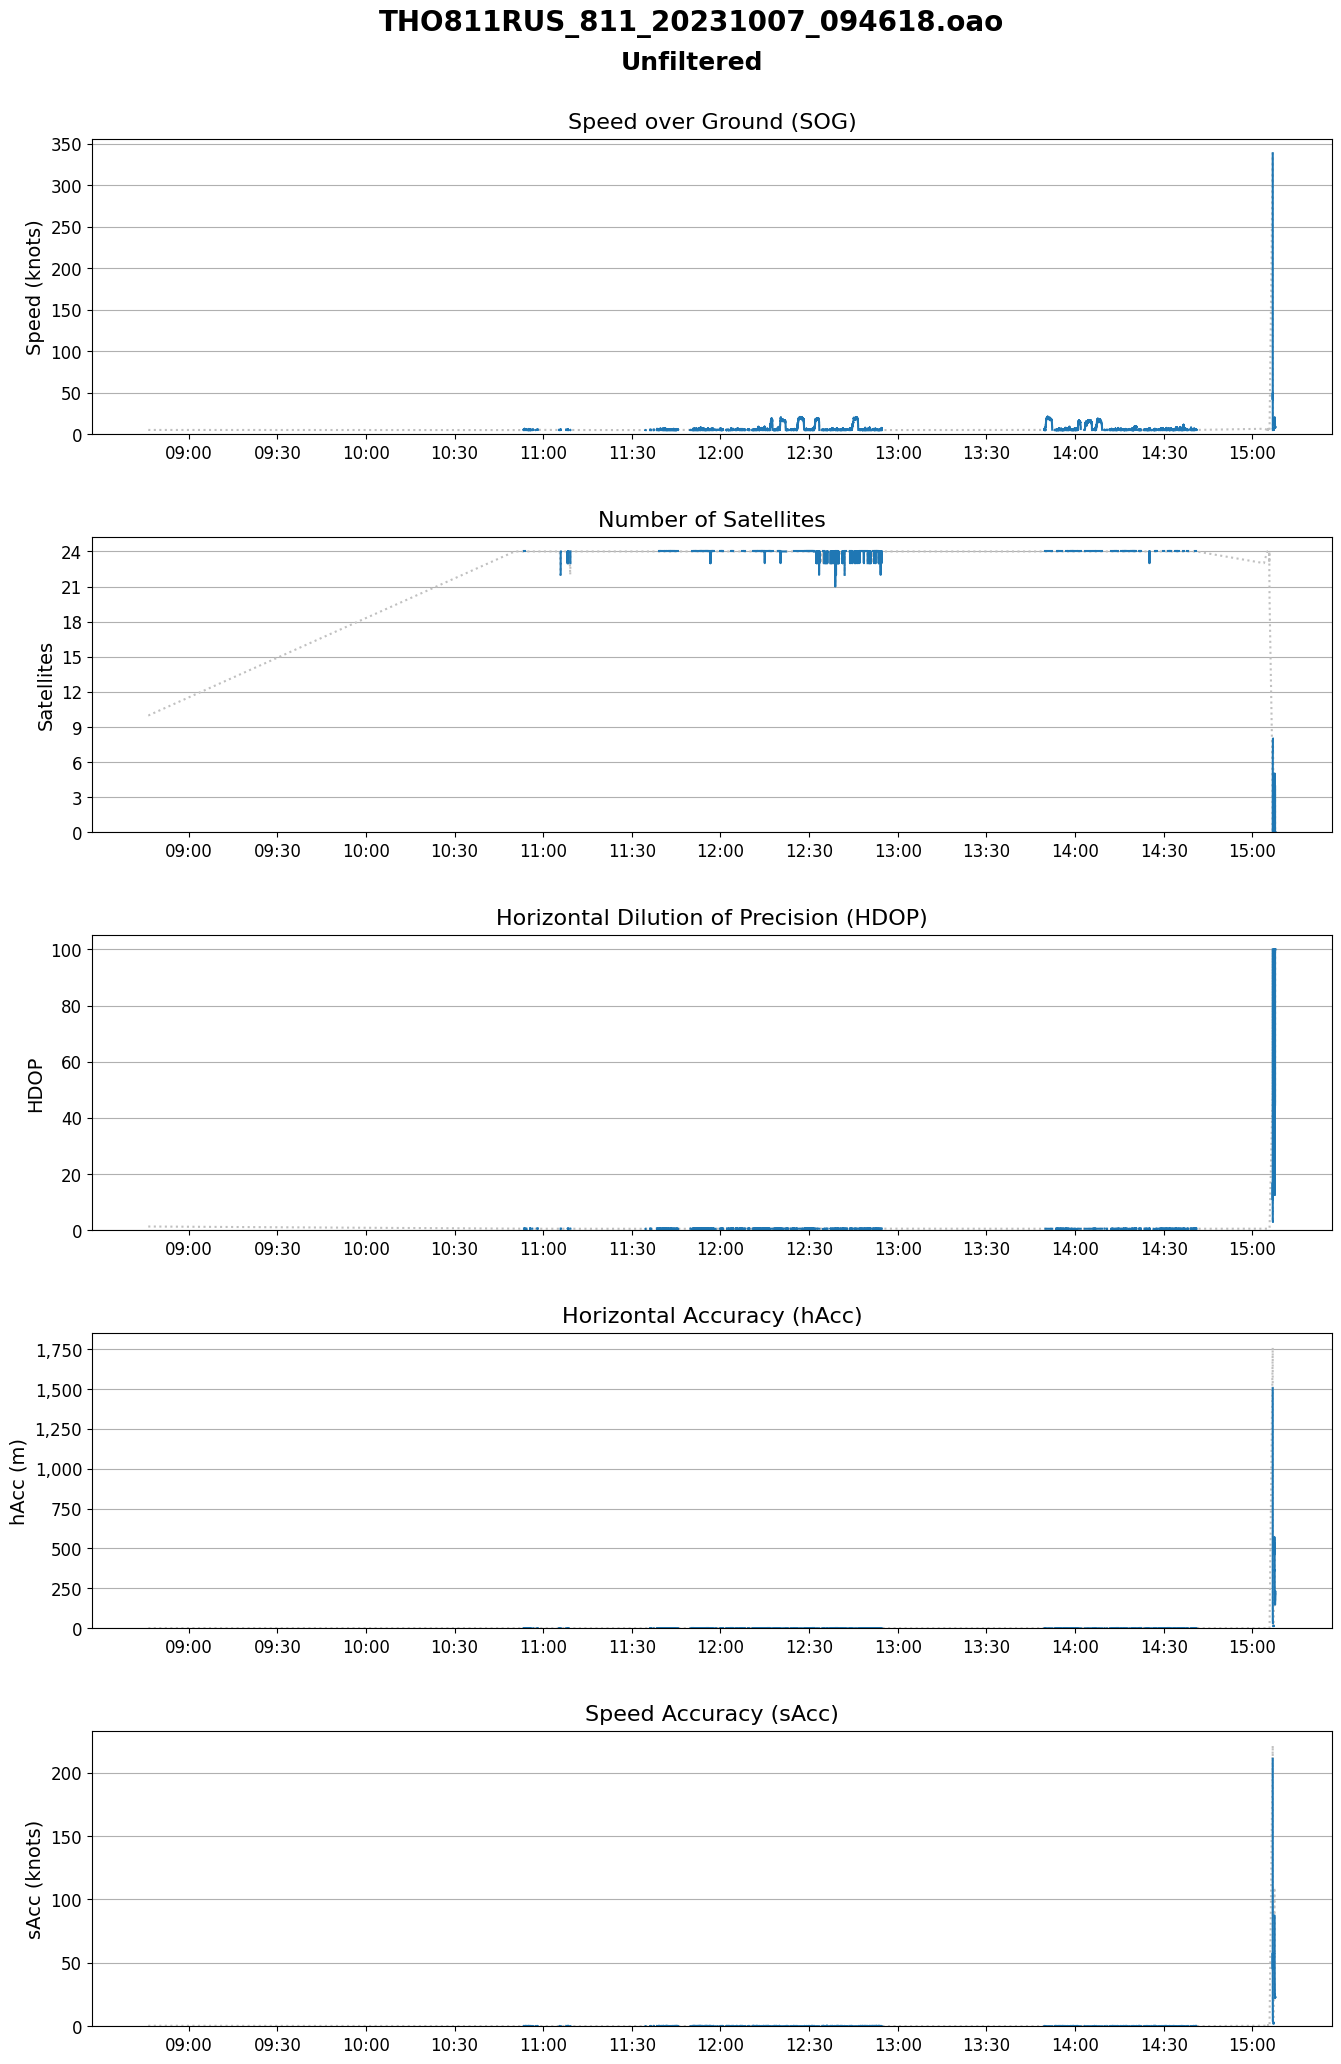 THO811RUS_811_20231007_094618.oao
Unfiltered
Speed over Ground (SOG)
350
300
250
200
150
100
50
0
Speed (knots)
09:00 09:30 10:00 10:30 11:00 11:30 12:00 12:30 13:00 13:30 14:00 14:30 15:00
Number of Satellites
24
21
18
15
12
9
6
3
0
Satellites
09:00 09:30 10:00 10:30 11:00 11:30 12:00 12:30 13:00 13:30 14:00 14:30 15:00
Horizontal Dilution of Precision (HDOP)
100
80
60
40
20
0
HDOP
09:00 09:30 10:00 10:30 11:00 11:30 12:00 12:30 13:00 13:30 14:00 14:30 15:00
Horizontal Accuracy (hAcc)
1,750
1,500
1,250
1,000
750
500
250
0
hAcc (m)
09:00 09:30 10:00 10:30 11:00 11:30 12:00 12:30 13:00 13:30 14:00 14:30 15:00
Speed Accuracy (sAcc)
200
150
100
50
0
sAcc (knots)
09:00 09:30 10:00 10:30 11:00 11:30 12:00 12:30 13:00 13:30 14:00 14:30 15:00